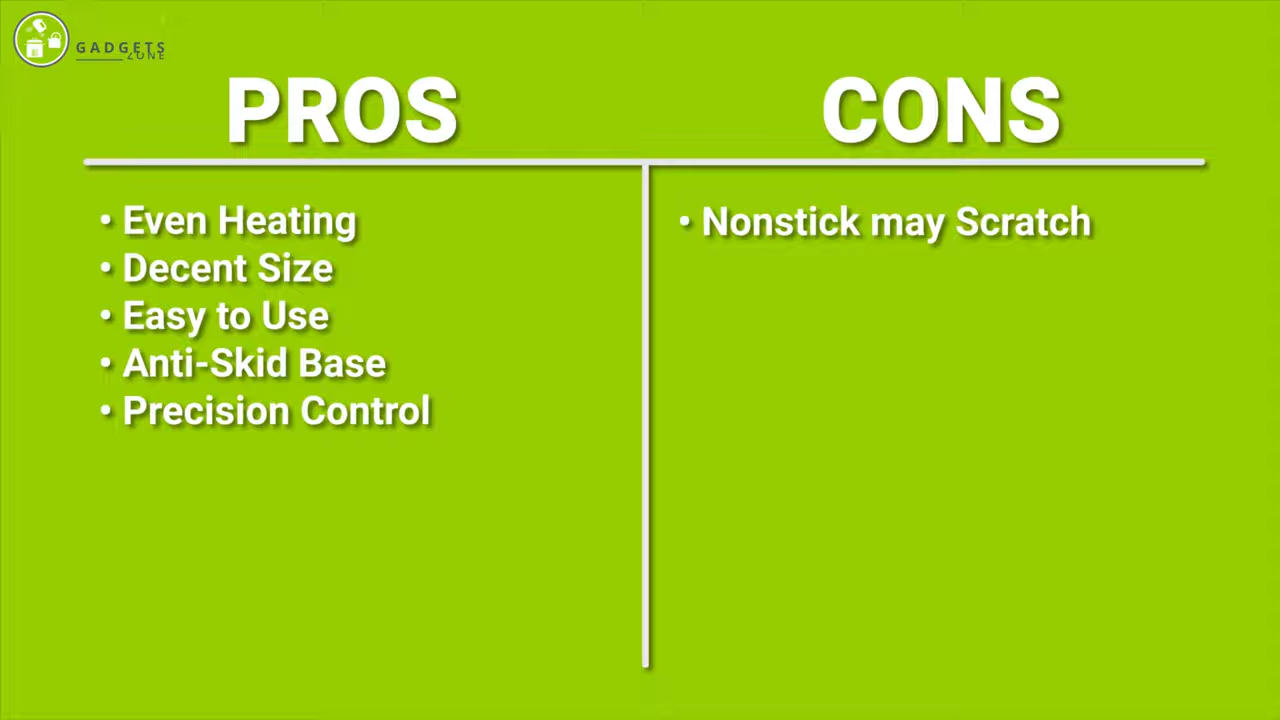 GADGETS
ZONE
PROS
CONS
• Even Heating
• Decent Size
• Easy to Use
• Anti-Skid Base
• Precision Control
• Nonstick may Scratch